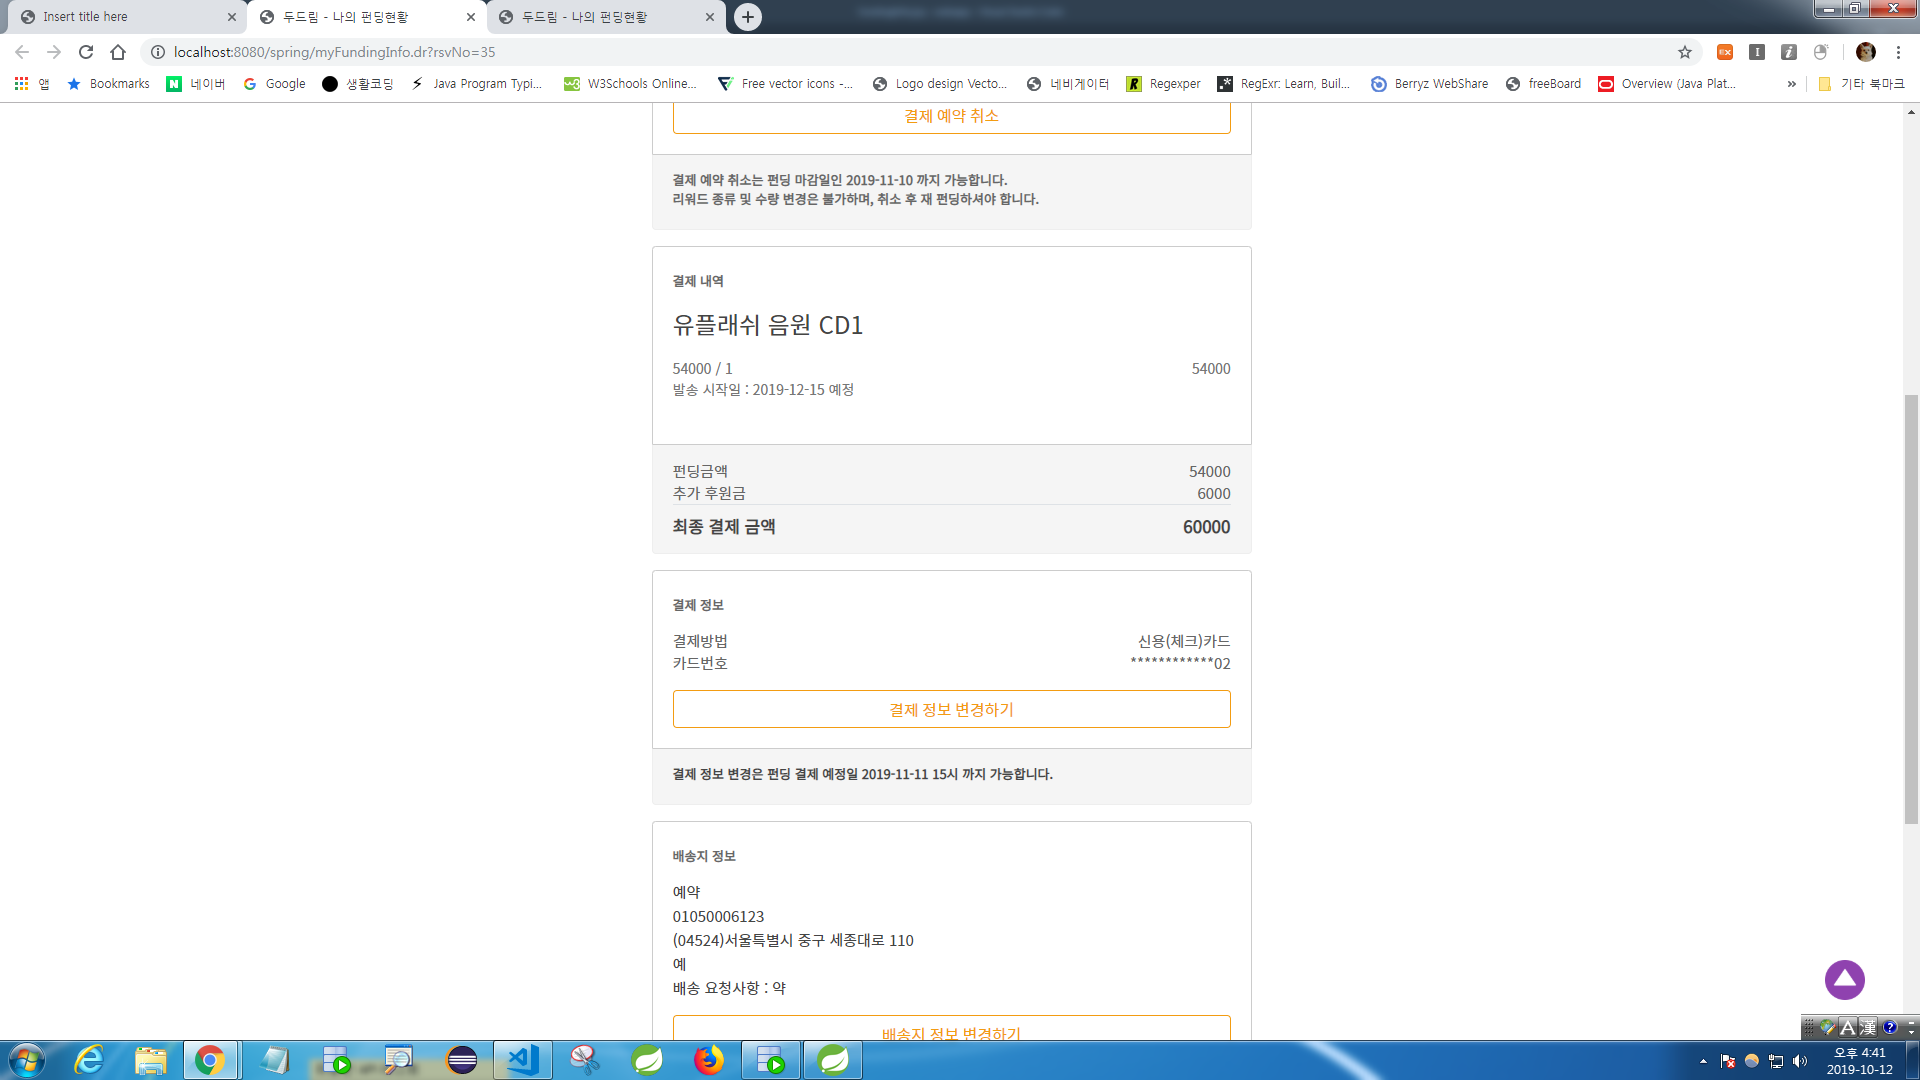 Insert title here
두드림 - 나의 펀딩현황
두드림 - 나의 펀딩현황
localhost:8080/spring/myFundingInfo.dr?rsvNo=35
앱 Bookmarks 네이버 Google 생활코딩 Java Program Typi... W3Schools Online... Free vector icons -... Logo design Vecto... 네비게이터 Regexper RegExr: Learn, Buil... Berryz WebShare freeBoard Overview (Java Plat... » 기타 북마크
결제 예약 취소
결제 예약 취소는 펀딩 마감일인 2019-11-10 까지 가능합니다.
리워드 종류 및 수량 변경은 불가하며, 취소 후 재 펀딩하셔야 합니다.
결제 내역
유플래쉬 음원 CD1
54000 / 1 54000
발송 시작일 : 2019-12-15 예정
펀딩금액 54000
추가 후원금 6000
최종 결제 금액 60000
결제 정보
결제방법 신용(체크)카드
카드번호 ************02
결제 정보 변경하기
결제 정보 변경은 펀딩 결제 예정일 2019-11-11 15시 까지 가능합니다.
배송지 정보
예약
01050006123
(04524)서울특별시 중구 세종대로 110
예
배송 요청사항 : 약
배송지 정보 변경하기
A 漢
오후 4:41
2019-10-12